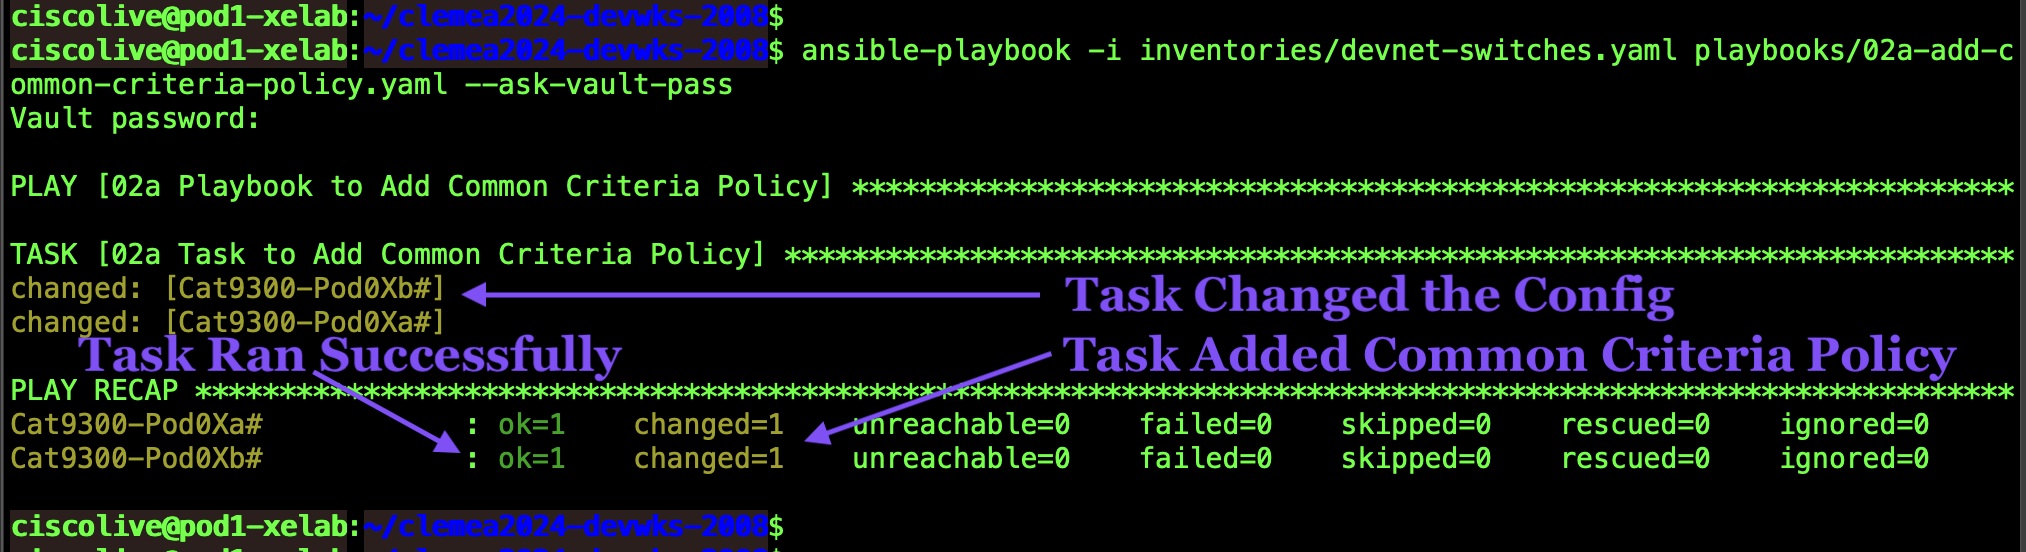 ciscolive@pod1-xelab:~/clemea2024-devwks-2008$
ciscolive@pod1-xelab:~/clemea2024-devwks-2008$ ansible-playbook -i inventories/devnet-switches.yaml playbooks/02a-add-c
ommon-criteria-policy.yaml --ask-vault-pass
Vault password:
PLAY [02a Playbook to Add Common Criteria Policy] *********************************************************************
TASK [02a Task to Add Common Criteria Policy] *************************************************************************
changed: [Cat9300-Pod0Xb#]
Task Changed the Config
changed: [Cat9300-Pod0Xa#]
Task Ran Successfully
Task Added Common Criteria Policy
PLAY RECAP ************************************************************************************************************
Cat9300-Pod0Xa# : ok=1 changed=1 unreachable=0 failed=0 skipped=0 rescued=0 ignored=0
Cat9300-Pod0Xb# : ok=1 changed=1 unreachable=0 failed=0 skipped=0 rescued=0 ignored=0
ciscolive@pod1-xelab:~/clemea2024-devwks-2008$